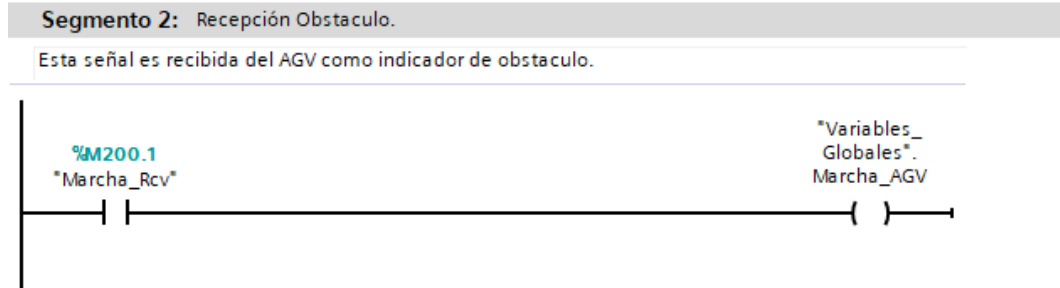 Segmento 2: Recepción Obstaculo.
Esta señal es recibida del AGV como indicador de obstaculo.
%M200.1
"Marcha_Rcv"
"Variables_
Globales".
Marcha_AGV